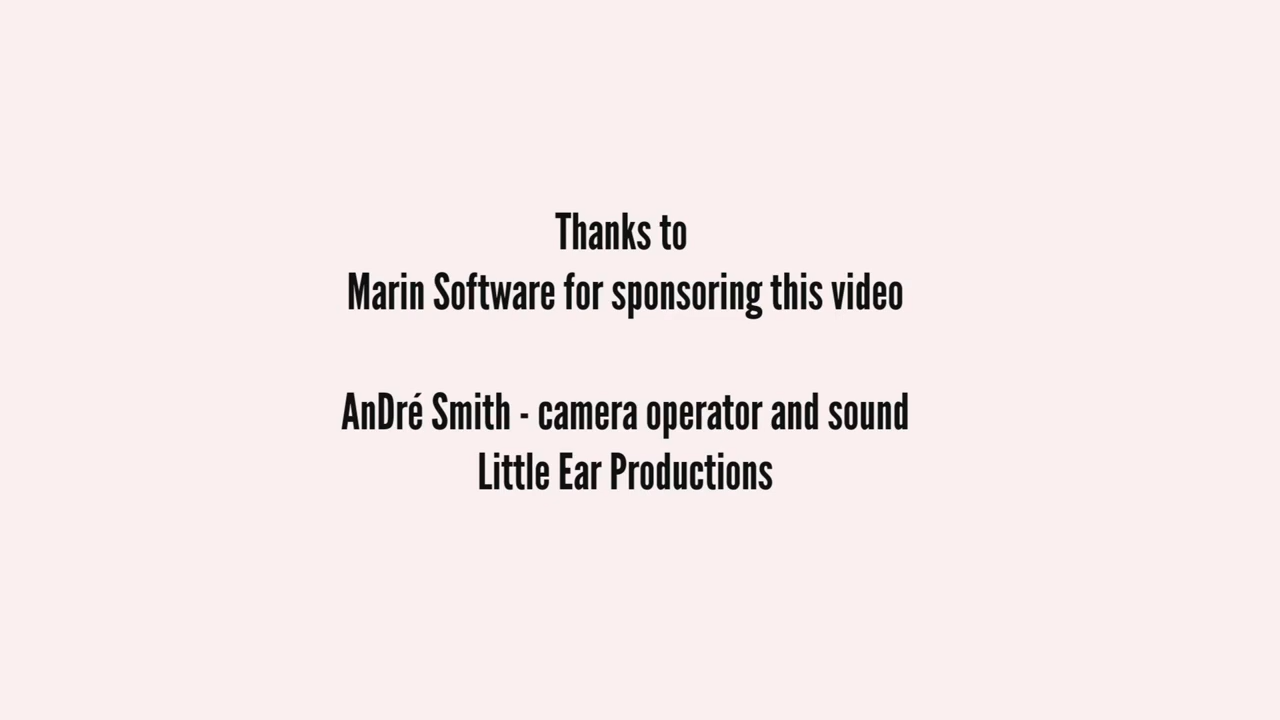 Thanks to
Marin Software for sponsoring this video
AnDré Smith - camera operator and sound
Little Ear Productions